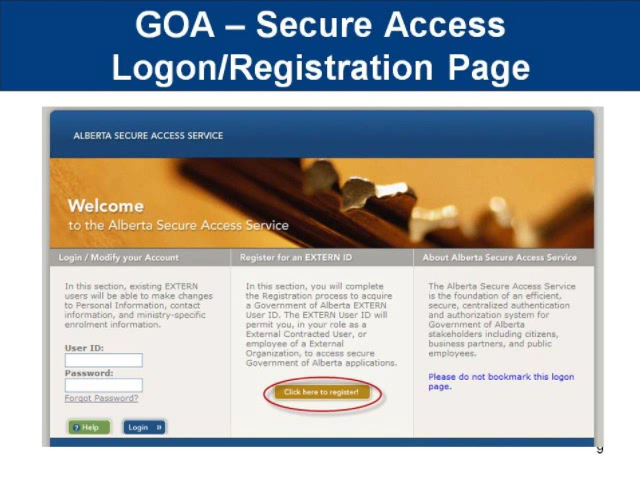 GOA – Secure Access
Logon/Registration Page
ALBERTA SECURE ACCESS SERVICE
Welcome
to the Alberta Secure Access Service
Login / Modify your Account
In this section, existing EXTERN
users will be able to make changes
to Personal Information, contact
information, and ministry-specific
enrolment information.
User ID:
Password:
Forgot Password?
? Help
Login »
Register for an EXTERN ID
In this section, you will complete
the Registration process to acquire
a Government of Alberta EXTERN
User ID. The EXTERN User ID will
permit you, in your role as a
External Contracted User, or
employee of a External
Organization, to access secure
Government of Alberta applications.
Click here to register!
About Alberta Secure Access Service
The Alberta Secure Access Service
is the foundation of an efficient,
secure, centralized authentication
and authorization system for
Government of Alberta
stakeholders including citizens,
business partners, and public
employees.
Please do not bookmark this logon
page.
9